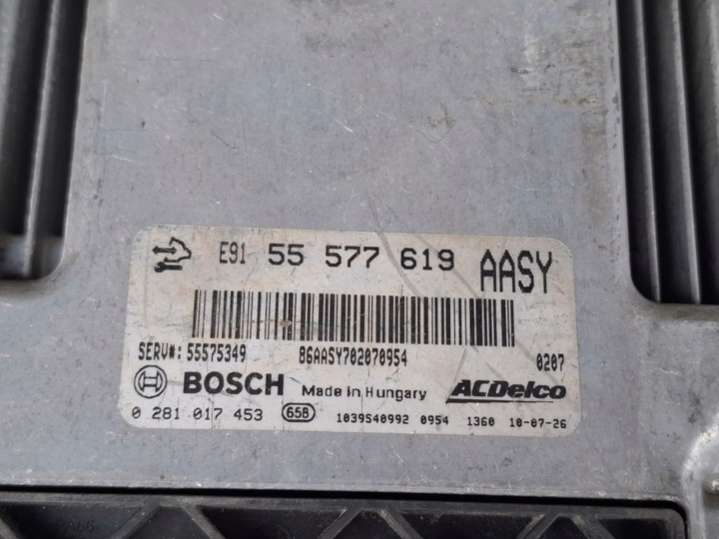 E91 55 577 619 AASY
SERV#: 55575349 86AASY702070954 0207
BOSCH Made in Hungary ACDelco
0 281 017 453 658 1039S40992 0954 1360 10-07-26